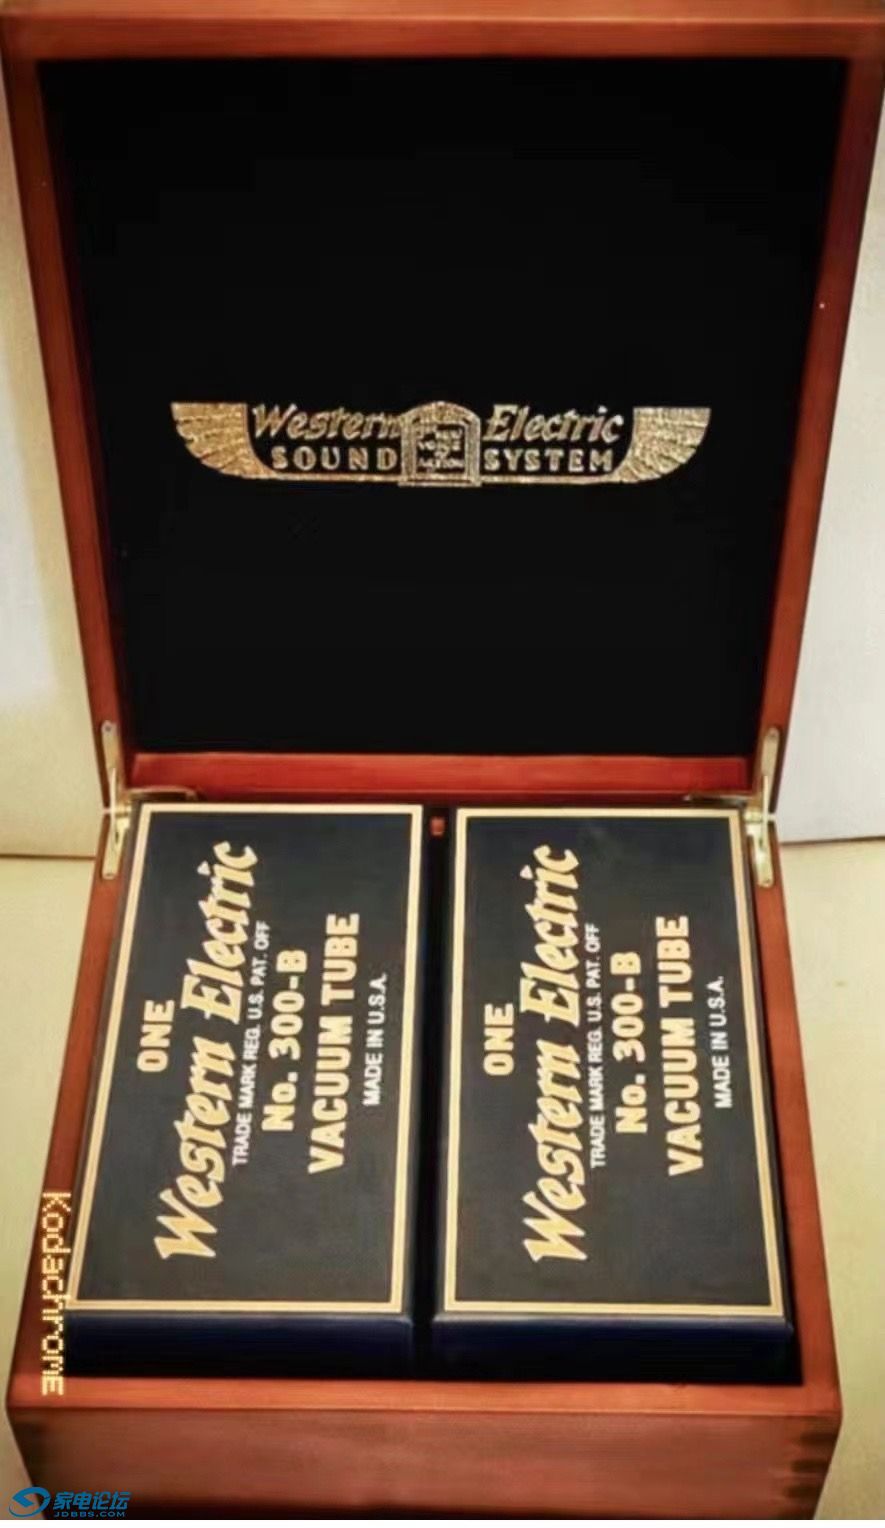 Western Electric
SOUND SYSTEM
ONE
Western Electric
TRADE MARK REG. U.S. PAT. OFF
No. 300-B
VACUUM TUBE
MADE IN U.S.A.
ONE
Western Electric
TRADE MARK REG. U.S. PAT. OFF
No. 300-B
VACUUM TUBE
MADE IN U.S.A.
KodachromE
家电论坛
JDBBS.COM